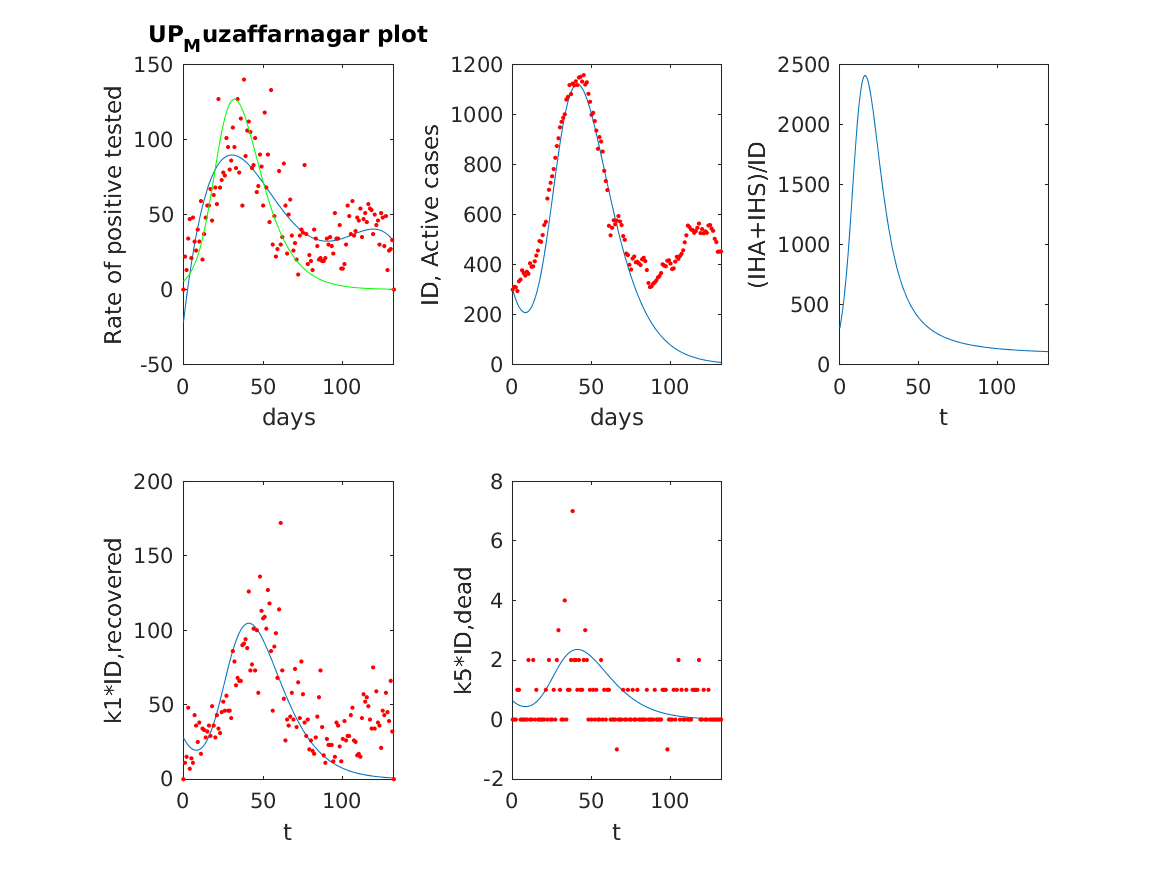 UP_Muzaffarnagar plot
150
100
50
0
-50
0 50 100
days
Rate of positive tested
1200
1000
800
600
400
200
0
0 50 100
days
ID, Active cases
2500
2000
1500
1000
500
0
0 50 100
t
(IHA+IHS)/ID
200
150
100
50
0
0 50 100
t
k1*ID,recovered
8
6
4
2
0
-2
0 50 100
t
k5*ID,dead